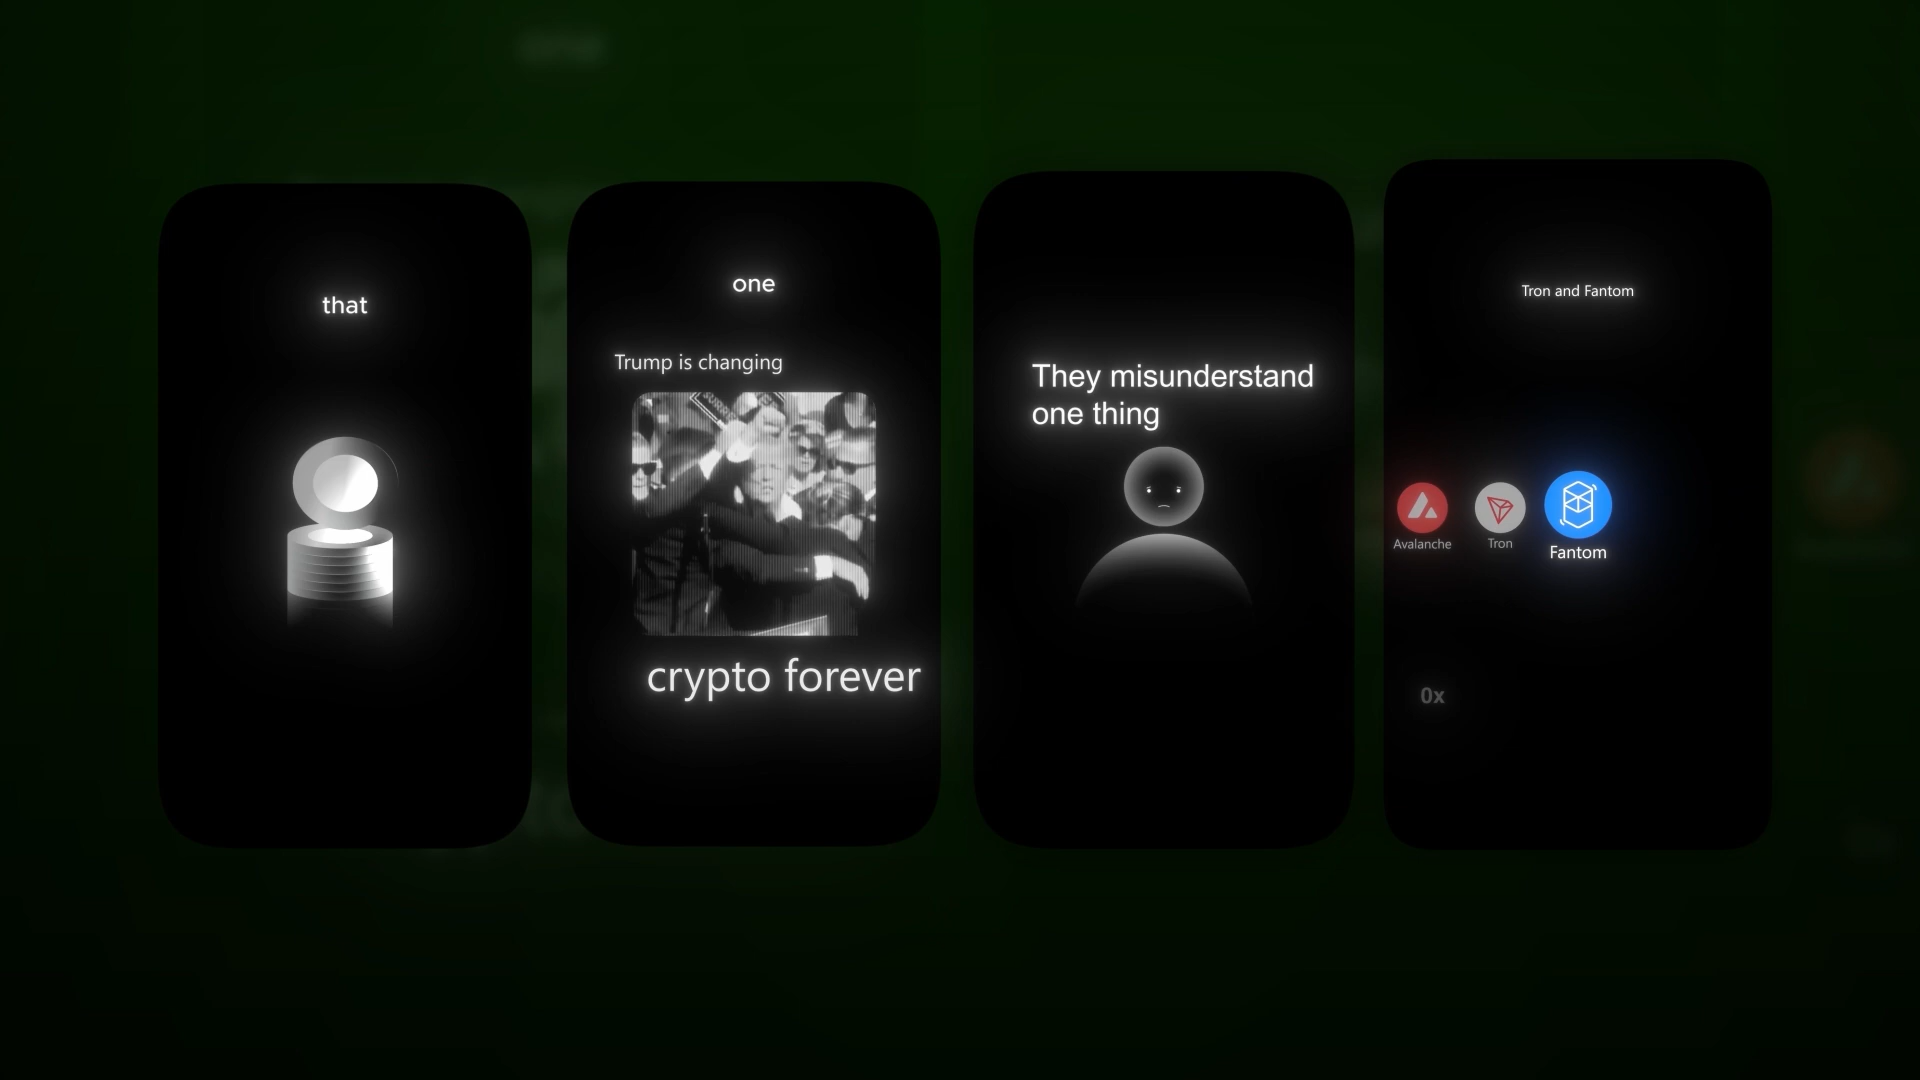 that
one
Trump is changing
crypto forever
They misunderstand
one thing
Tron and Fantom
Avalanche
Tron
Fantom
0x